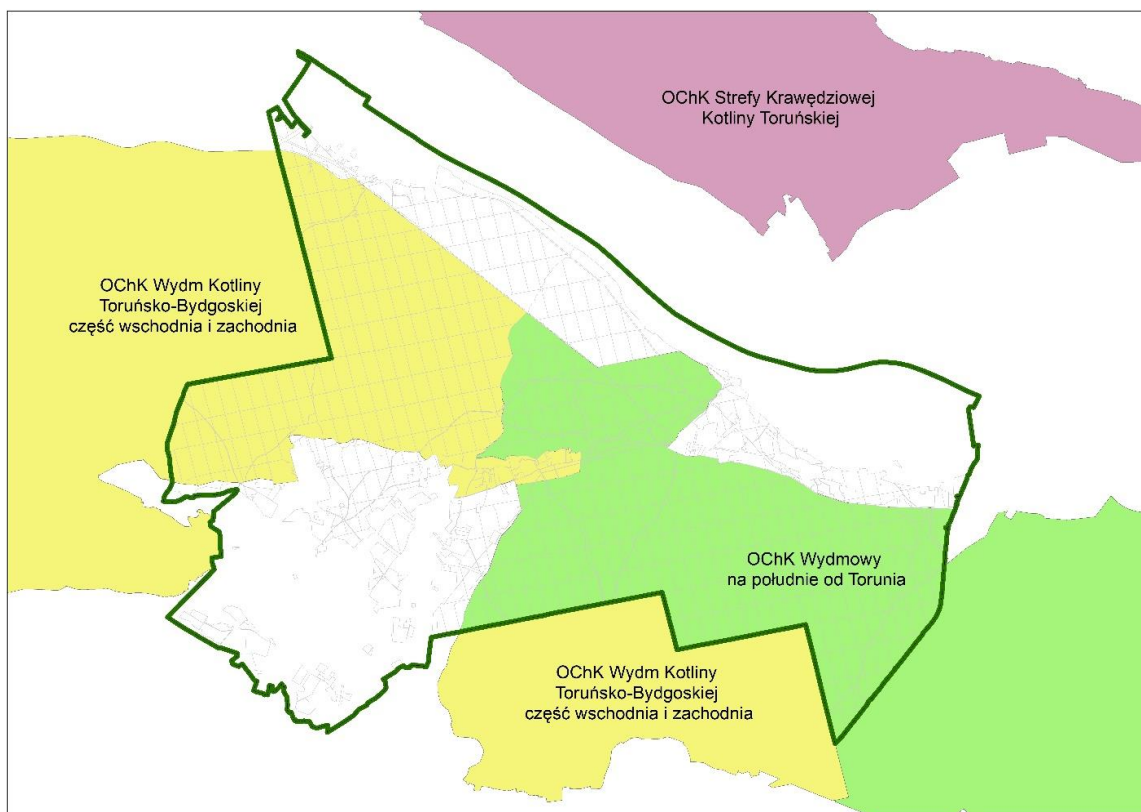 OChK Strefy Krawędziowej
Kotliny Toruńskiej
OChK Wydm Kotliny
Toruńsko-Bydgoskiej
część wschodnia i zachodnia
OChK Wydmowy
na południe od Torunia
OChK Wydm Kotliny
Toruńsko-Bydgoskiej
część wschodnia i zachodnia